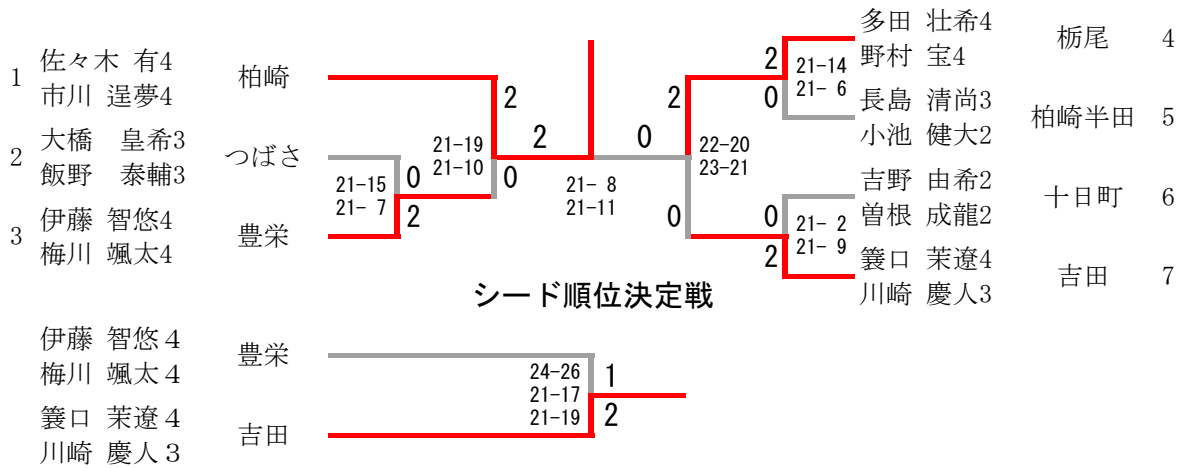 1
佐々木 有4
市川 逞夢4
柏崎
2
大橋 皇希3
飯野 泰輔3
つばさ
3
伊藤 智悠4
梅川 颯太4
豊栄
21-15
21- 7
0
2
21-19
21-10
2
0
2
0
21- 8
21-11
2
0
22-20
23-21
2
0
21-14
21- 6
0
2
21- 2
21- 9
多田 壮希4
野村 宝4
栃尾
4
長島 清尚3
小池 健大2
柏崎半田
5
吉野 由希2
曽根 成龍2
十日町
6
簑口 茉遼4
川崎 慶人3
吉田
7
シード順位決定戦
伊藤 智悠４
梅川 颯太４
豊栄
簑口 茉遼４
川崎 慶人３
吉田
24-26
21-17
21-19
1
2